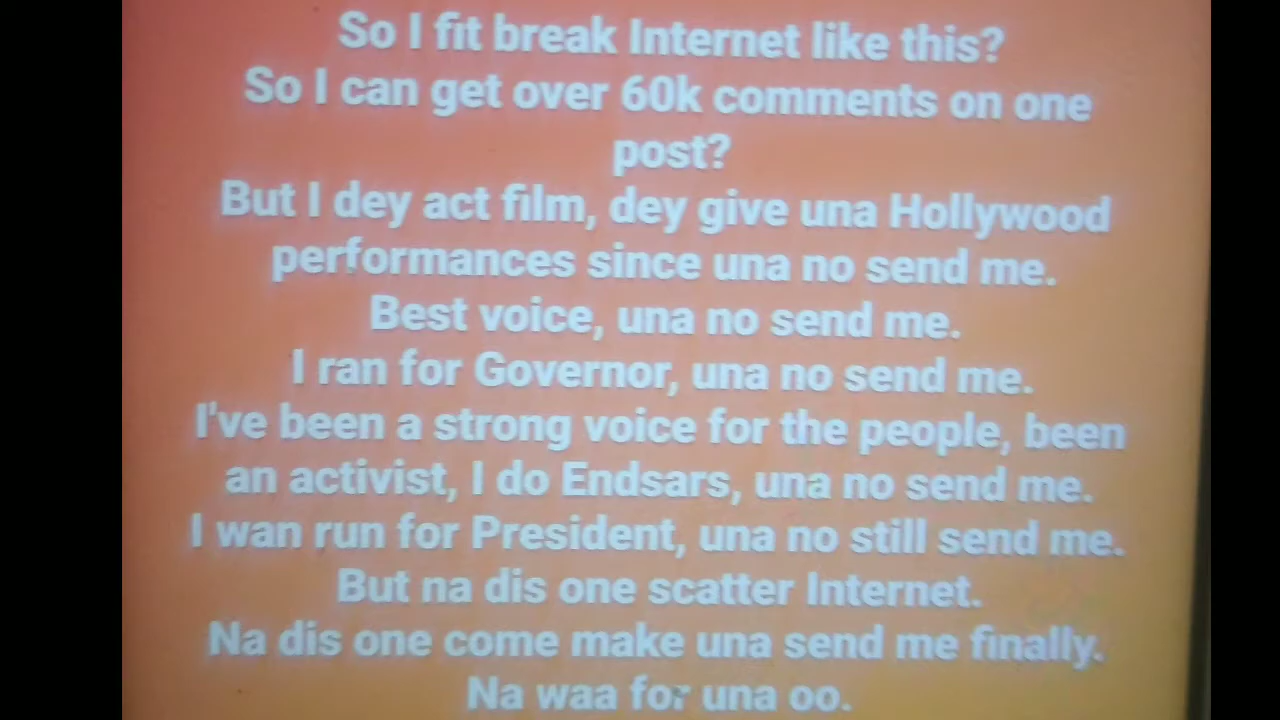 So I fit break Internet like this?
So I can get over 60k comments on one
post?
But I dey act film, dey give una Hollywood
performances since una no send me.
Best voice, una no send me.
I ran for Governor, una no send me.
I've been a strong voice for the people, been
an activist, I do Endsars, una no send me.
I wan run for President, una no still send me.
But na dis one scatter Internet.
Na dis one come make una send me finally.
Na waa for una oo.